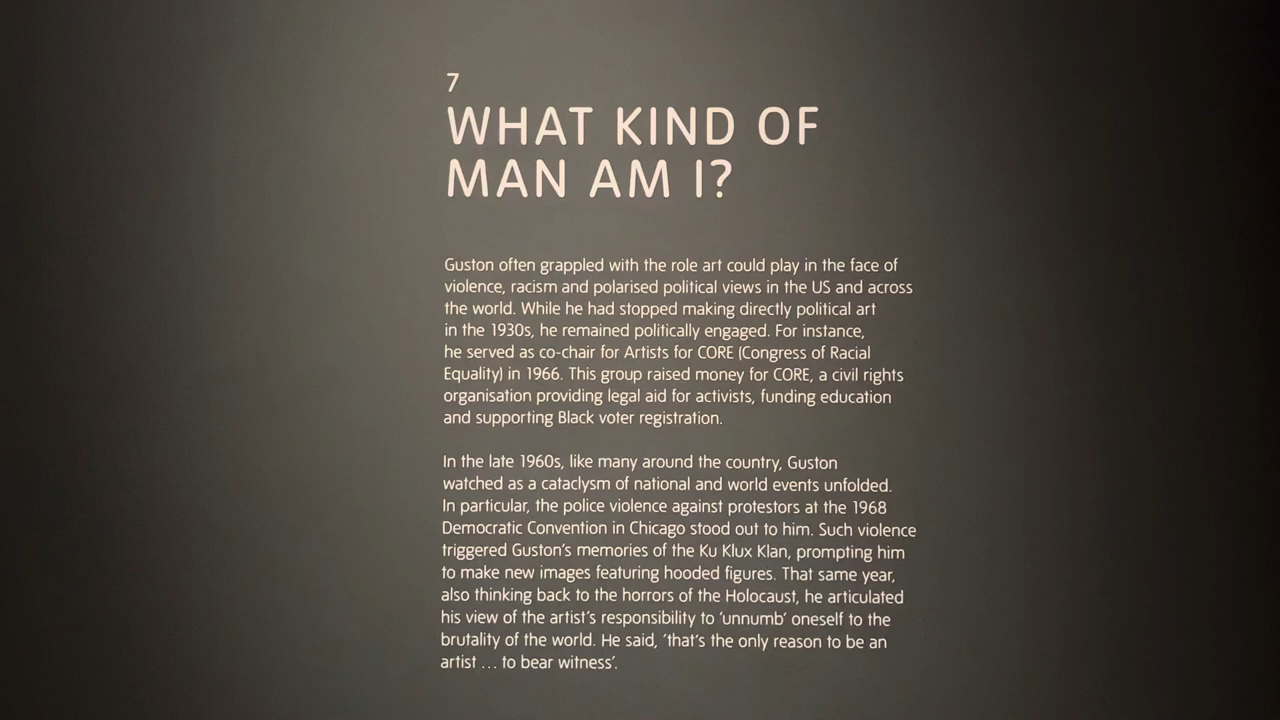 7
WHAT KIND OF
MAN AM I?
Guston often grappled with the role art could play in the face of
violence, racism and polarised political views in the US and across
the world. While he had stopped making directly political art
in the 1930s, he remained politically engaged. For instance,
he served as co-chair for Artists for CORE (Congress of Racial
Equality) in 1966. This group raised money for CORE, a civil rights
organisation providing legal aid for activists, funding education
and supporting Black voter registration.
In the late 1960s, like many around the country, Guston
watched as a cataclysm of national and world events unfolded.
In particular, the police violence against protestors at the 1968
Democratic Convention in Chicago stood out to him. Such violence
triggered Guston's memories of the Ku Klux Klan, prompting him
to make new images featuring hooded figures. That same year,
also thinking back to the horrors of the Holocaust, he articulated
his view of the artist's responsibility to 'unnumb' oneself to the
brutality of the world. He said, 'that's the only reason to be an
artist … to bear witness'.